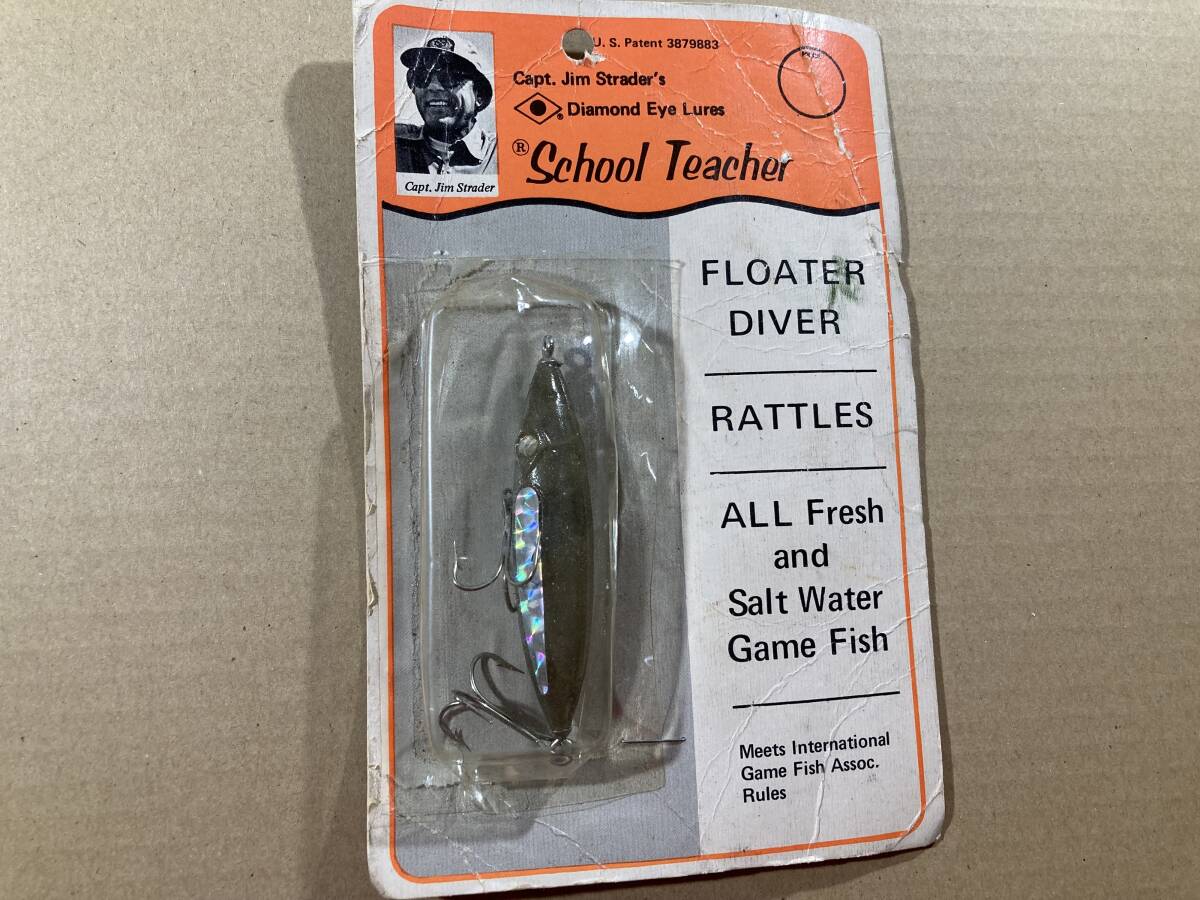 U. S. Patent 3879883
Capt. Jim Strader's
® Diamond Eye Lures
® School Teacher
Capt. Jim Strader
FLOATER
DIVER
RATTLES
ALL Fresh
and
Salt Water
Game Fish
Meets International
Game Fish Assoc.
Rules